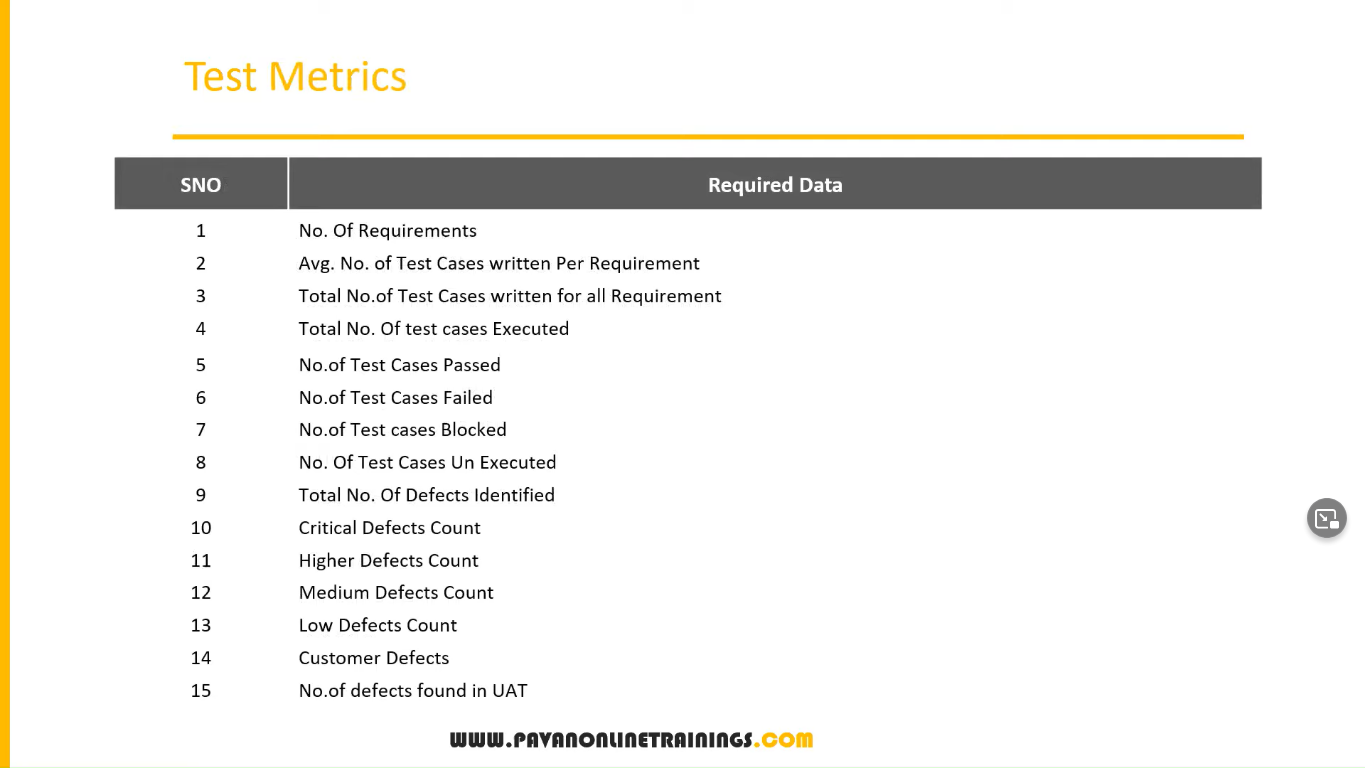 Test Metrics
SNO Required Data
1 No. Of Requirements
2 Avg. No. of Test Cases written Per Requirement
3 Total No.of Test Cases written for all Requirement
4 Total No. Of test cases Executed
5 No.of Test Cases Passed
6 No.of Test Cases Failed
7 No.of Test cases Blocked
8 No. Of Test Cases Un Executed
9 Total No. Of Defects Identified
10 Critical Defects Count
11 Higher Defects Count
12 Medium Defects Count
13 Low Defects Count
14 Customer Defects
15 No.of defects found in UAT
WWW.PAVANONLINETRAININGS.COM